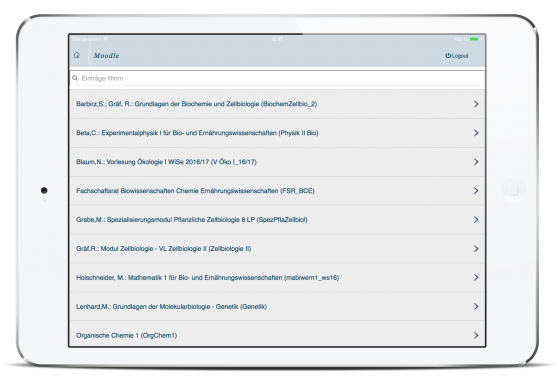 Moodle
Logout
Einträge filtern
Barbirz,S.; Gräf, R.: Grundlagen der Biochemie und Zellbiologie (BiochemZellbio_2)
Beta,C.: Experimentalphysik I für Bio- und Ernährungswissenschaften (Physik II Bio)
Blaum,N.: Vorlesung Ökologie I WiSe 2016/17 (V Öko I_16/17)
Fachschaftsrat Biowissenschaften Chemie Ernährungswissenschaften (FSR_BCE)
Grebe,M.: Spezialisierungsmodul Pflanzliche Zellbiologie 8 LP (SpezPflaZellbiol)
Gräf,R.: Modul Zellbiologie - VL Zellbiologie II (Zellbiologie II)
Holschneider, M.: Mathematik 1 für Bio- und Ernährungswissenschaften (mabiwern1_ws16)
Lenhard,M.: Grundlagen der Molekularbiologie - Genetik (Genetik)
Organische Chemie 1 (OrgChem1)